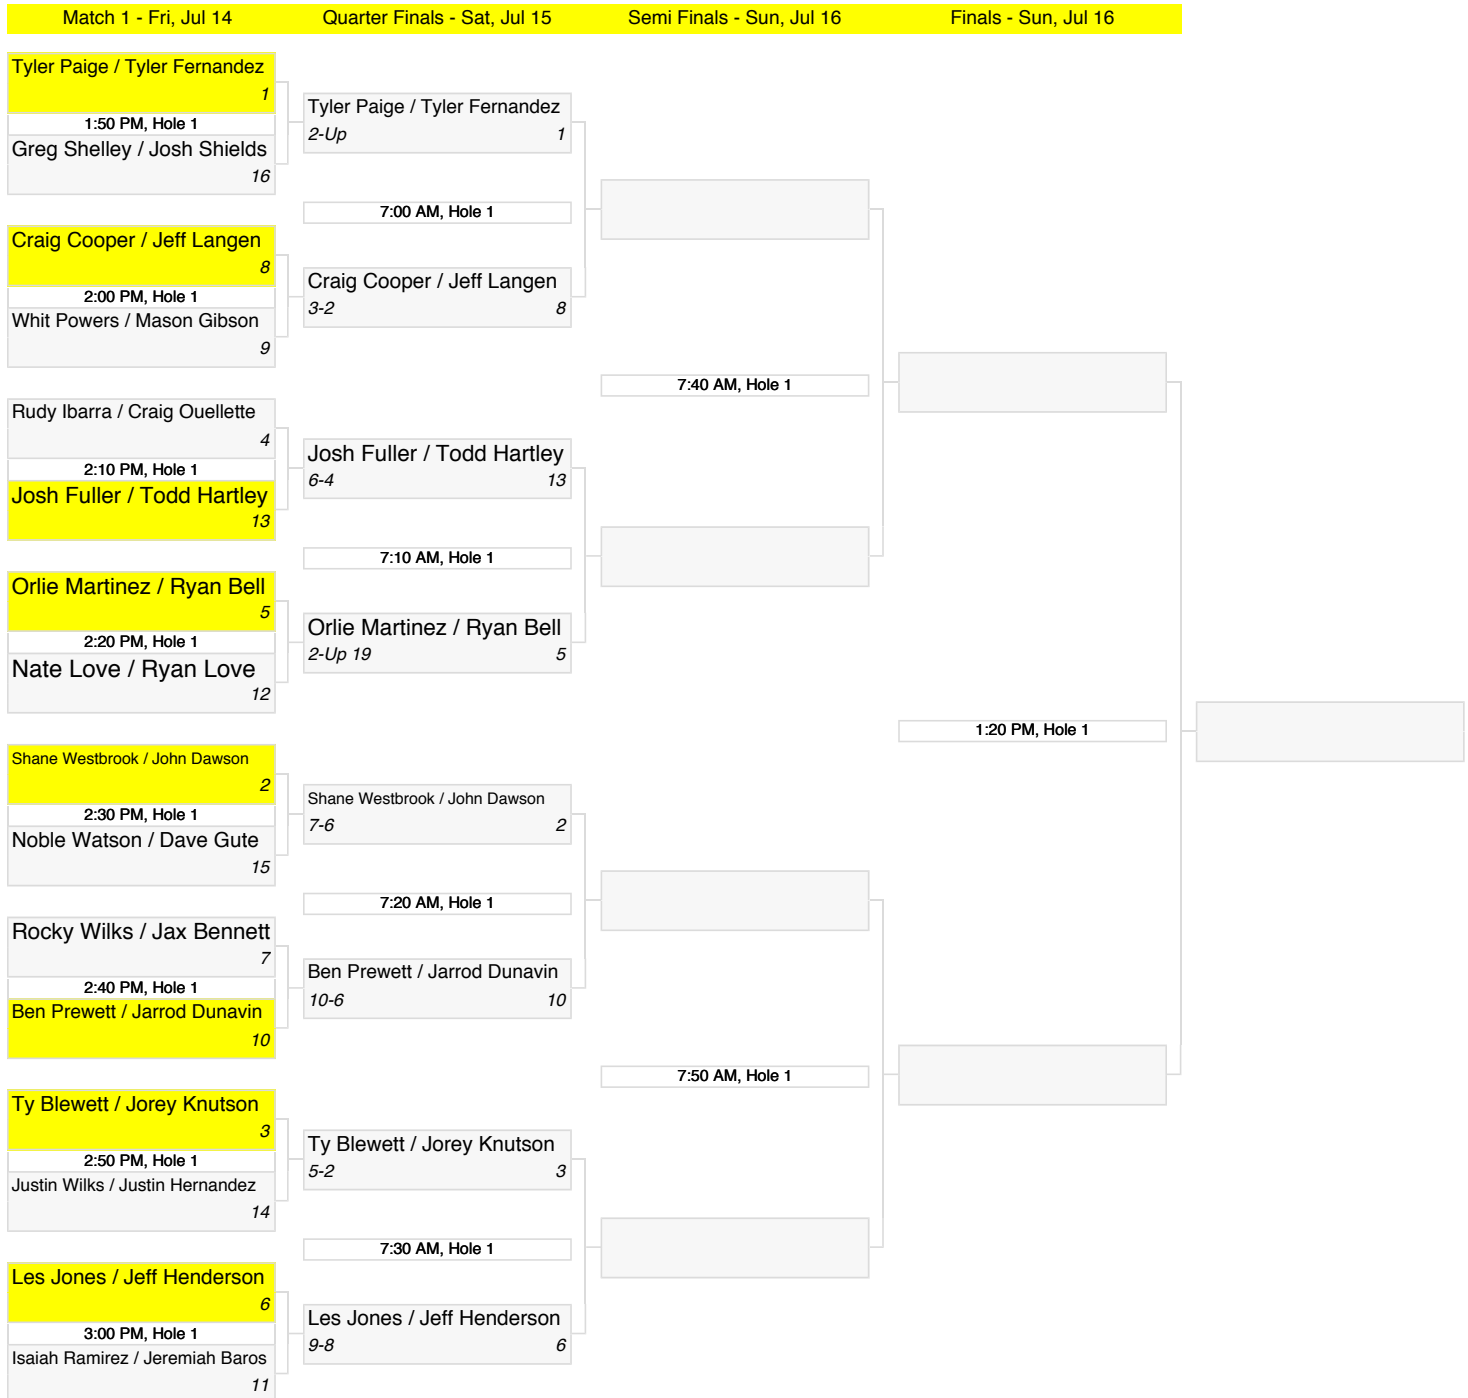 Match 1 - Fri, Jul 14
Quarter Finals - Sat, Jul 15
Semi Finals - Sun, Jul 16
Finals - Sun, Jul 16
Tyler Paige / Tyler Fernandez
1
1:50 PM, Hole 1
Greg Shelley / Josh Shields
16
Craig Cooper / Jeff Langen
8
2:00 PM, Hole 1
Whit Powers / Mason Gibson
9
Rudy Ibarra / Craig Ouellette
4
2:10 PM, Hole 1
Josh Fuller / Todd Hartley
13
Orlie Martinez / Ryan Bell
5
2:20 PM, Hole 1
Nate Love / Ryan Love
12
Shane Westbrook / John Dawson
2
2:30 PM, Hole 1
Noble Watson / Dave Gute
15
Rocky Wilks / Jax Bennett
7
2:40 PM, Hole 1
Ben Prewett / Jarrod Dunavin
10
Ty Blewett / Jorey Knutson
3
2:50 PM, Hole 1
Justin Wilks / Justin Hernandez
14
Les Jones / Jeff Henderson
6
3:00 PM, Hole 1
Isaiah Ramirez / Jeremiah Baros
11
Tyler Paige / Tyler Fernandez
2-Up 1
7:00 AM, Hole 1
Craig Cooper / Jeff Langen
3-2 8
Josh Fuller / Todd Hartley
6-4 13
7:10 AM, Hole 1
Orlie Martinez / Ryan Bell
2-Up 19 5
Shane Westbrook / John Dawson
7-6 2
7:20 AM, Hole 1
Ben Prewett / Jarrod Dunavin
10-6 10
Ty Blewett / Jorey Knutson
5-2 3
7:30 AM, Hole 1
Les Jones / Jeff Henderson
9-8 6
7:40 AM, Hole 1
7:50 AM, Hole 1
1:20 PM, Hole 1